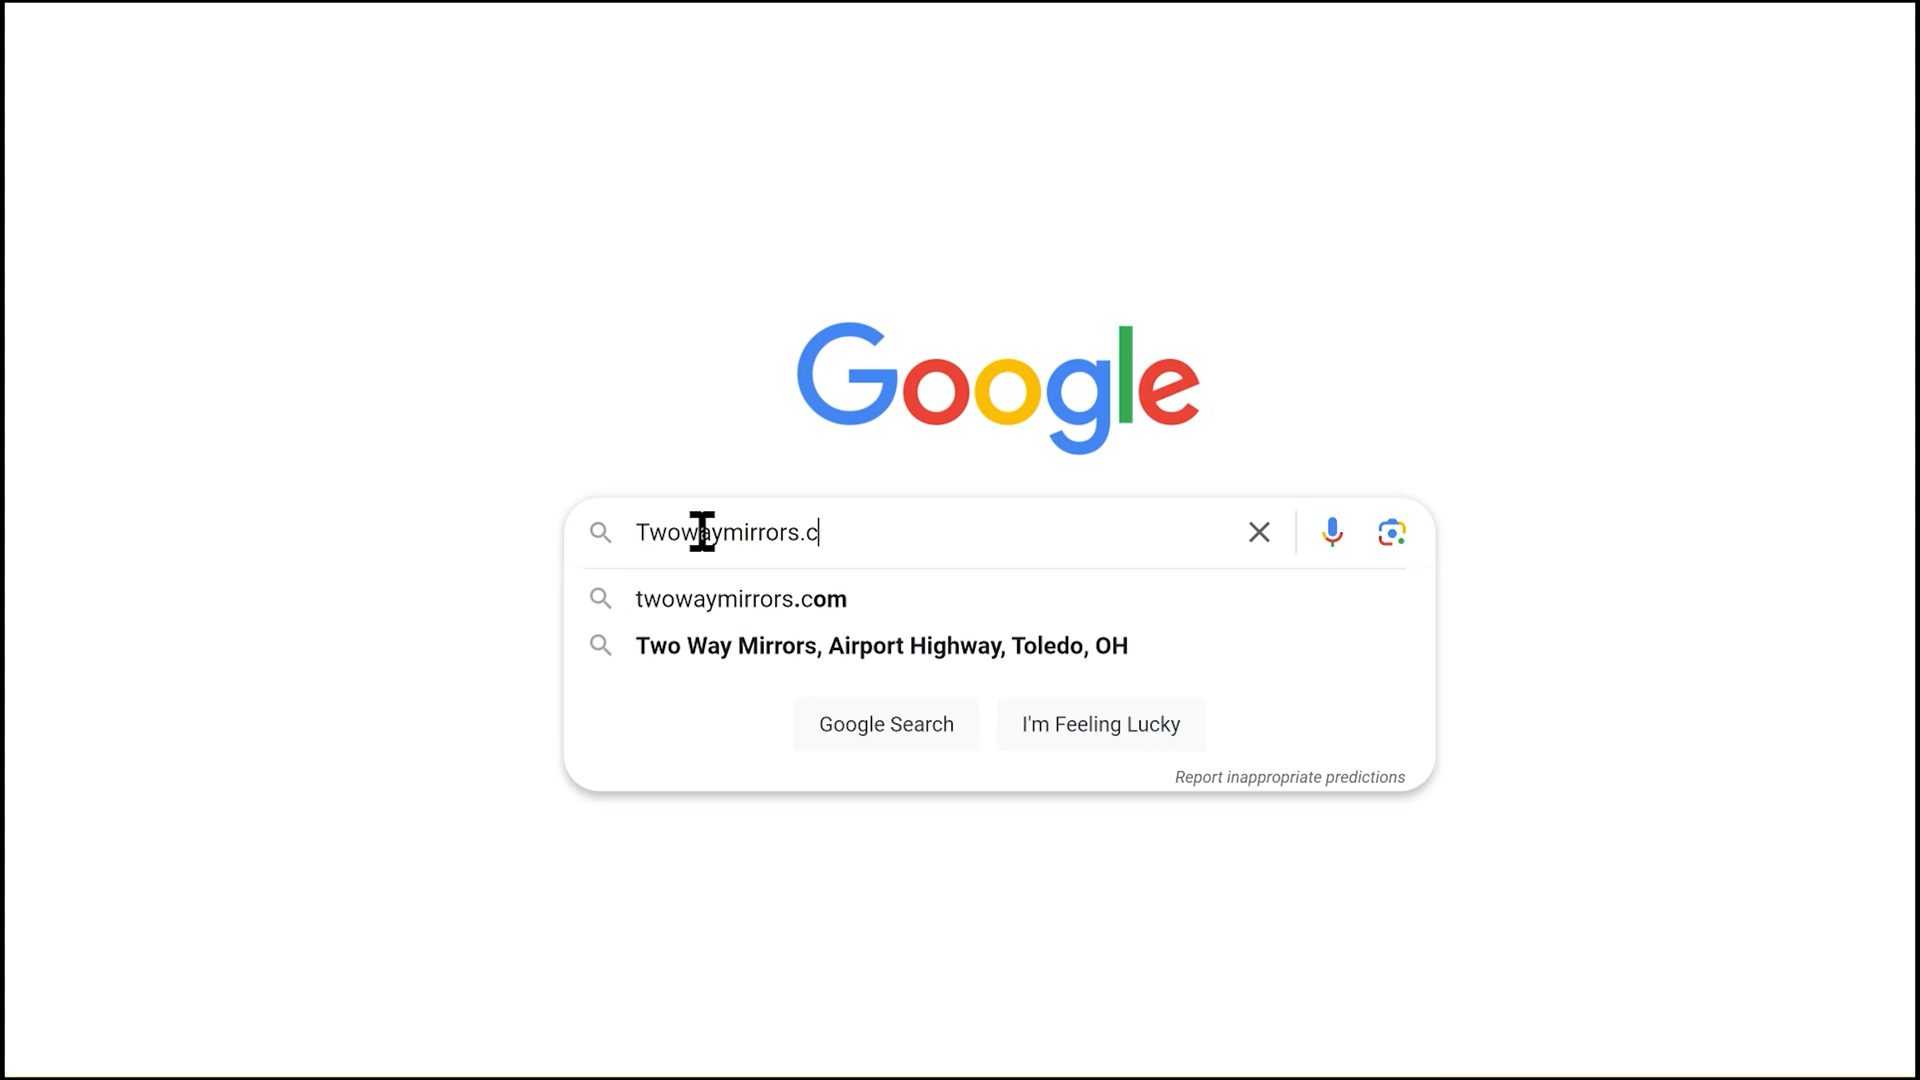 Google
Twowaymirrors.c
twowaymirrors.com
Two Way Mirrors, Airport Highway, Toledo, OH
Google Search
I'm Feeling Lucky
Report inappropriate predictions